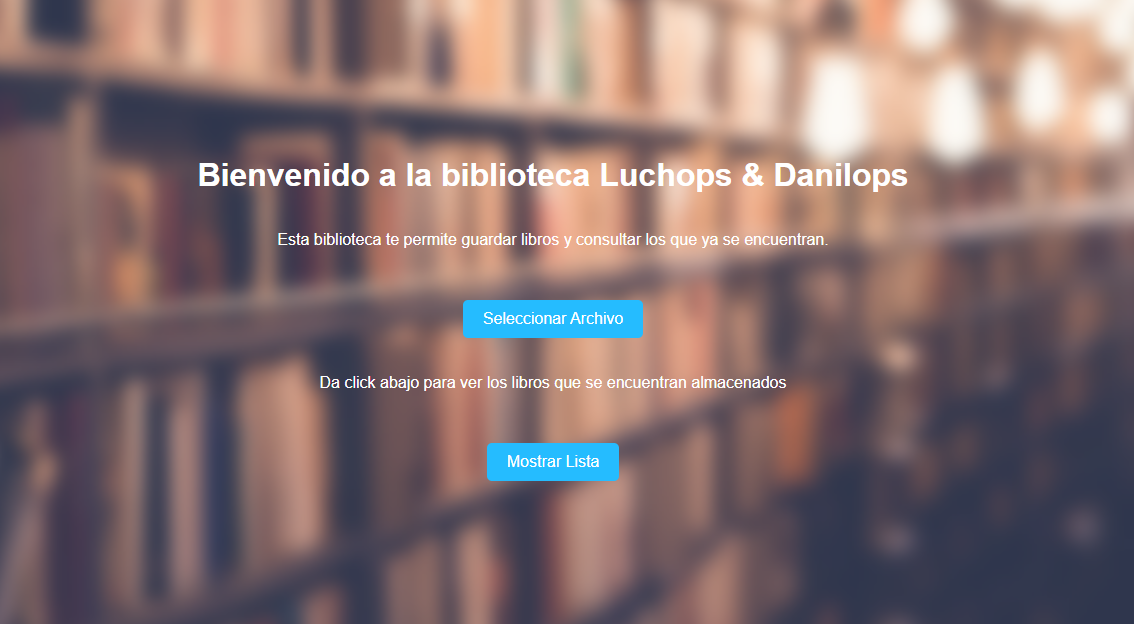 Bienvenido a la biblioteca Luchops & Danilops
Esta biblioteca te permite guardar libros y consultar los que ya se encuentran.
Seleccionar Archivo
Da click abajo para ver los libros que se encuentran almacenados
Mostrar Lista